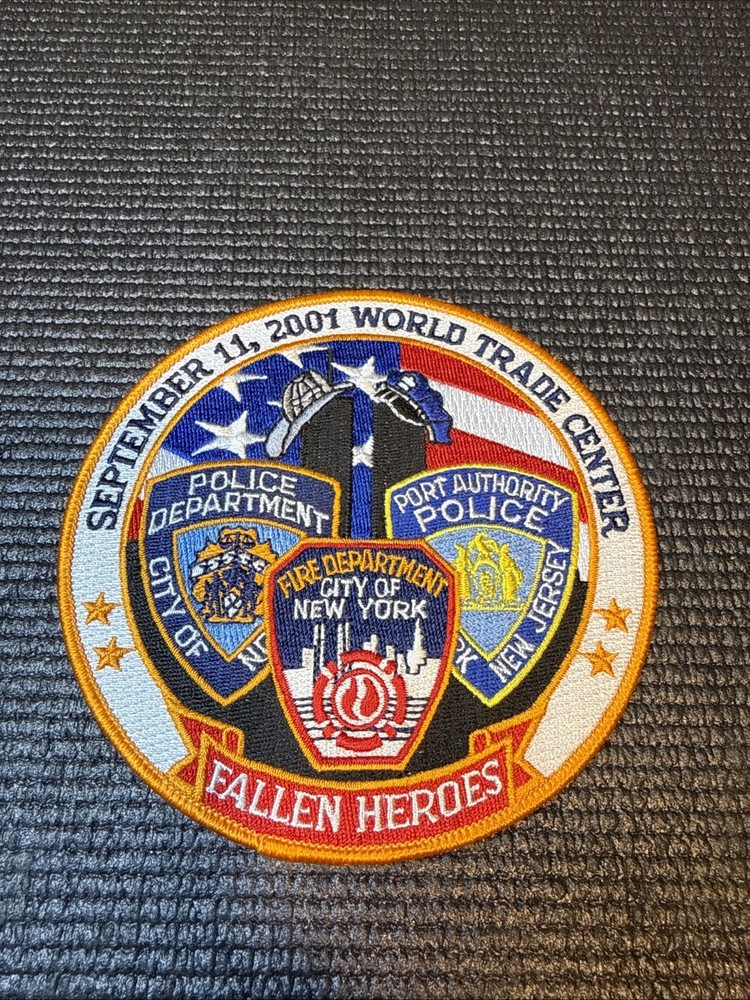 SEPTEMBER 11, 2001 WORLD TRADE CENTER
POLICE
DEPARTMENT
CITY OF
PORT AUTHORITY
POLICE
NEW JERSEY
FIRE DEPARTMENT
CITY OF
NEW YORK
FALLEN HEROES